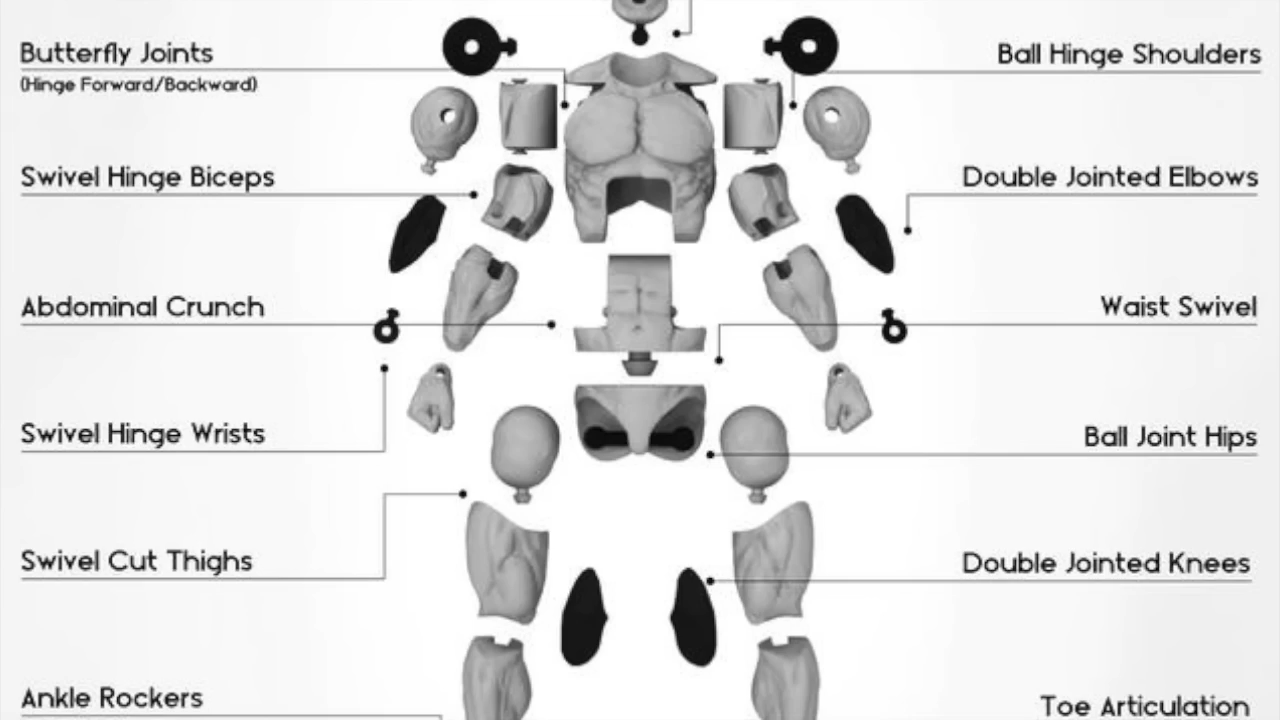 Butterfly Joints
(Hinge Forward/Backward)
Ball Hinge Shoulders
Swivel Hinge Biceps
Double Jointed Elbows
Abdominal Crunch
Waist Swivel
Swivel Hinge Wrists
Ball Joint Hips
Swivel Cut Thighs
Double Jointed Knees
Ankle Rockers
Toe Articulation